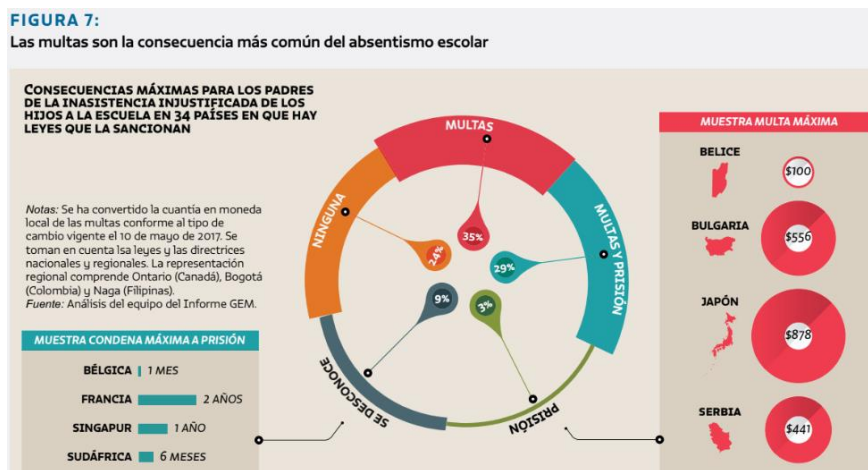 FIGURA 7:
Las multas son la consecuencia más común del absentismo escolar
CONSECUENCIAS MÁXIMAS PARA LOS PADRES
DE LA INASISTENCIA INJUSTIFICADA DE LOS
HIJOS A LA ESCUELA EN 34 PAÍSES EN QUE HAY
LEYES QUE LA SANCIONAN
Notas: Se ha convertido la cuantía en moneda
local de las multas conforme al tipo de
cambio vigente el 10 de mayo de 2017. Se
toman en cuenta lsa leyes y las directrices
nacionales y regionales. La representación
regional comprende Ontario (Canadá), Bogotá
(Colombia) y Naga (Filipinas).
Fuente: Análisis del equipo del Informe GEM.
MUESTRA CONDENA MÁXIMA A PRISIÓN
BÉLGICA 1 MES
FRANCIA 2 AÑOS
SINGAPUR 1 AÑO
SUDÁFRICA 6 MESES
MULTAS
35%
MULTAS Y PRISIÓN
29%
PRISIÓN
3%
SE DESCONOCE
9%
NINGUNA
24%
MUESTRA MULTA MÁXIMA
BELICE
$100
BULGARIA
$556
JAPÓN
$878
SERBIA
$441